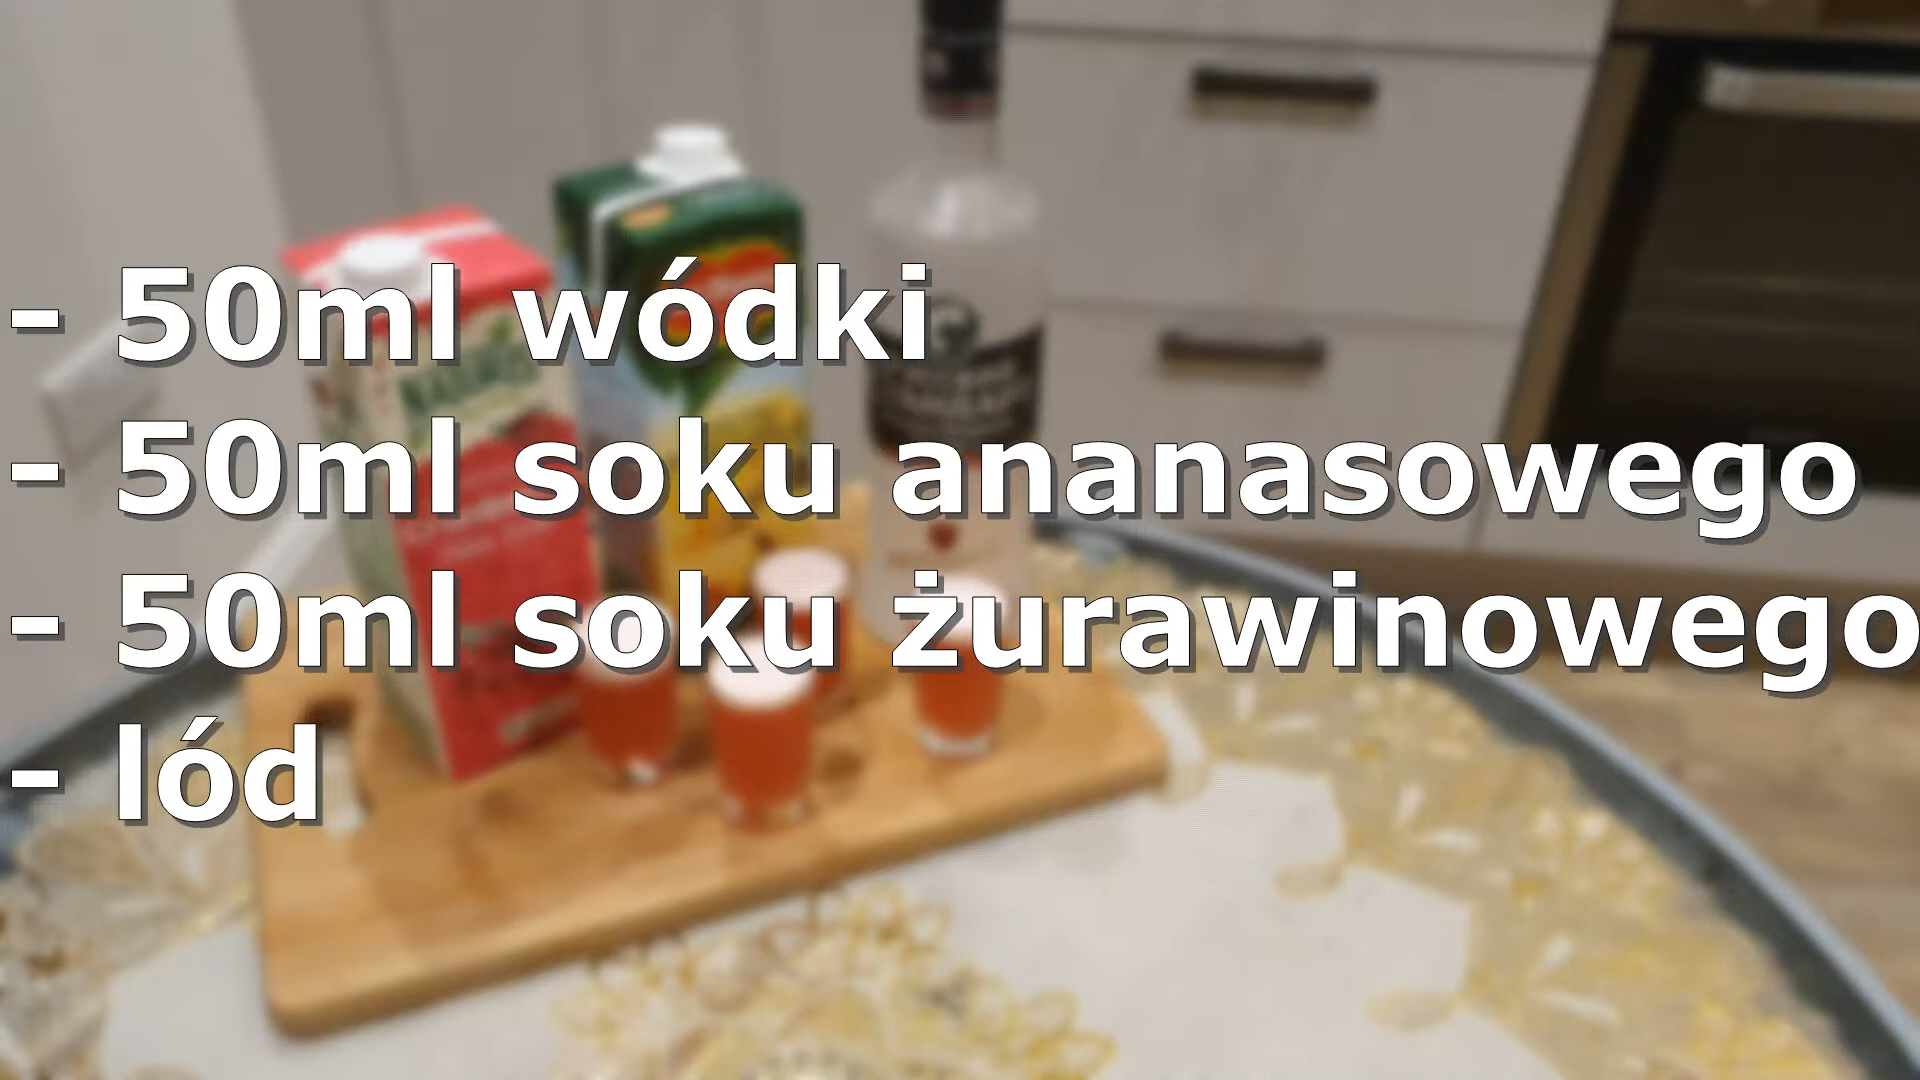 - 50ml wódki
- 50ml soku ananasowego
- 50ml soku żurawinowego
- lód